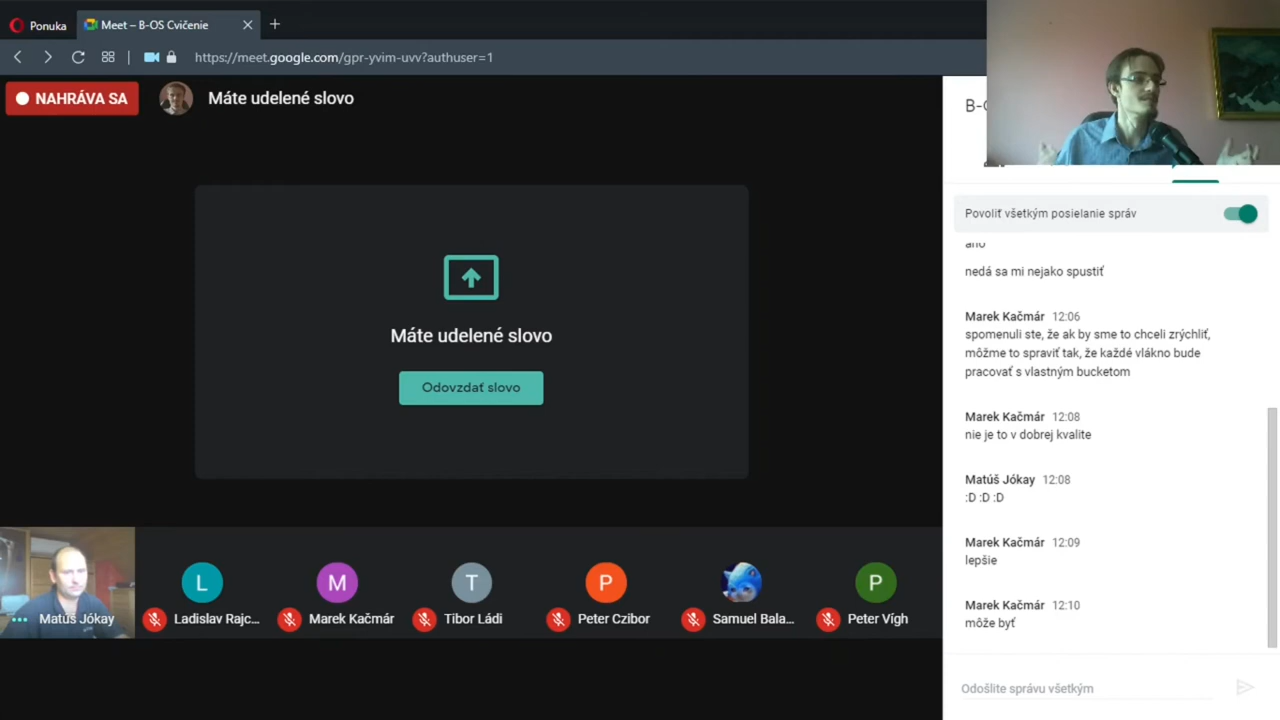 Ponuka
Meet – B-OS Cvičenie
https://meet.google.com/gpr-yvim-uvv?authuser=1
NAHRÁVA SA
Máte udelené slovo
Máte udelené slovo
Odovzdať slovo
Matúš Jókay
L
Ladislav Rajc...
M
Marek Kačmár
T
Tibor Ládi
P
Peter Czibor
Samuel Bala...
P
Peter Vígh
Povoliť všetkým posielanie správ
áno
nedá sa mi nejako spustiť
Marek Kačmár 12:06
spomenuli ste, že ak by sme to chceli zrýchliť,
môžme to spraviť tak, že každé vlákno bude
pracovať s vlastným bucketom
Marek Kačmár 12:08
nie je to v dobrej kvalite
Matúš Jókay 12:08
:D :D :D
Marek Kačmár 12:09
lepšie
Marek Kačmár 12:10
môže byť
Odošlite správu všetkým